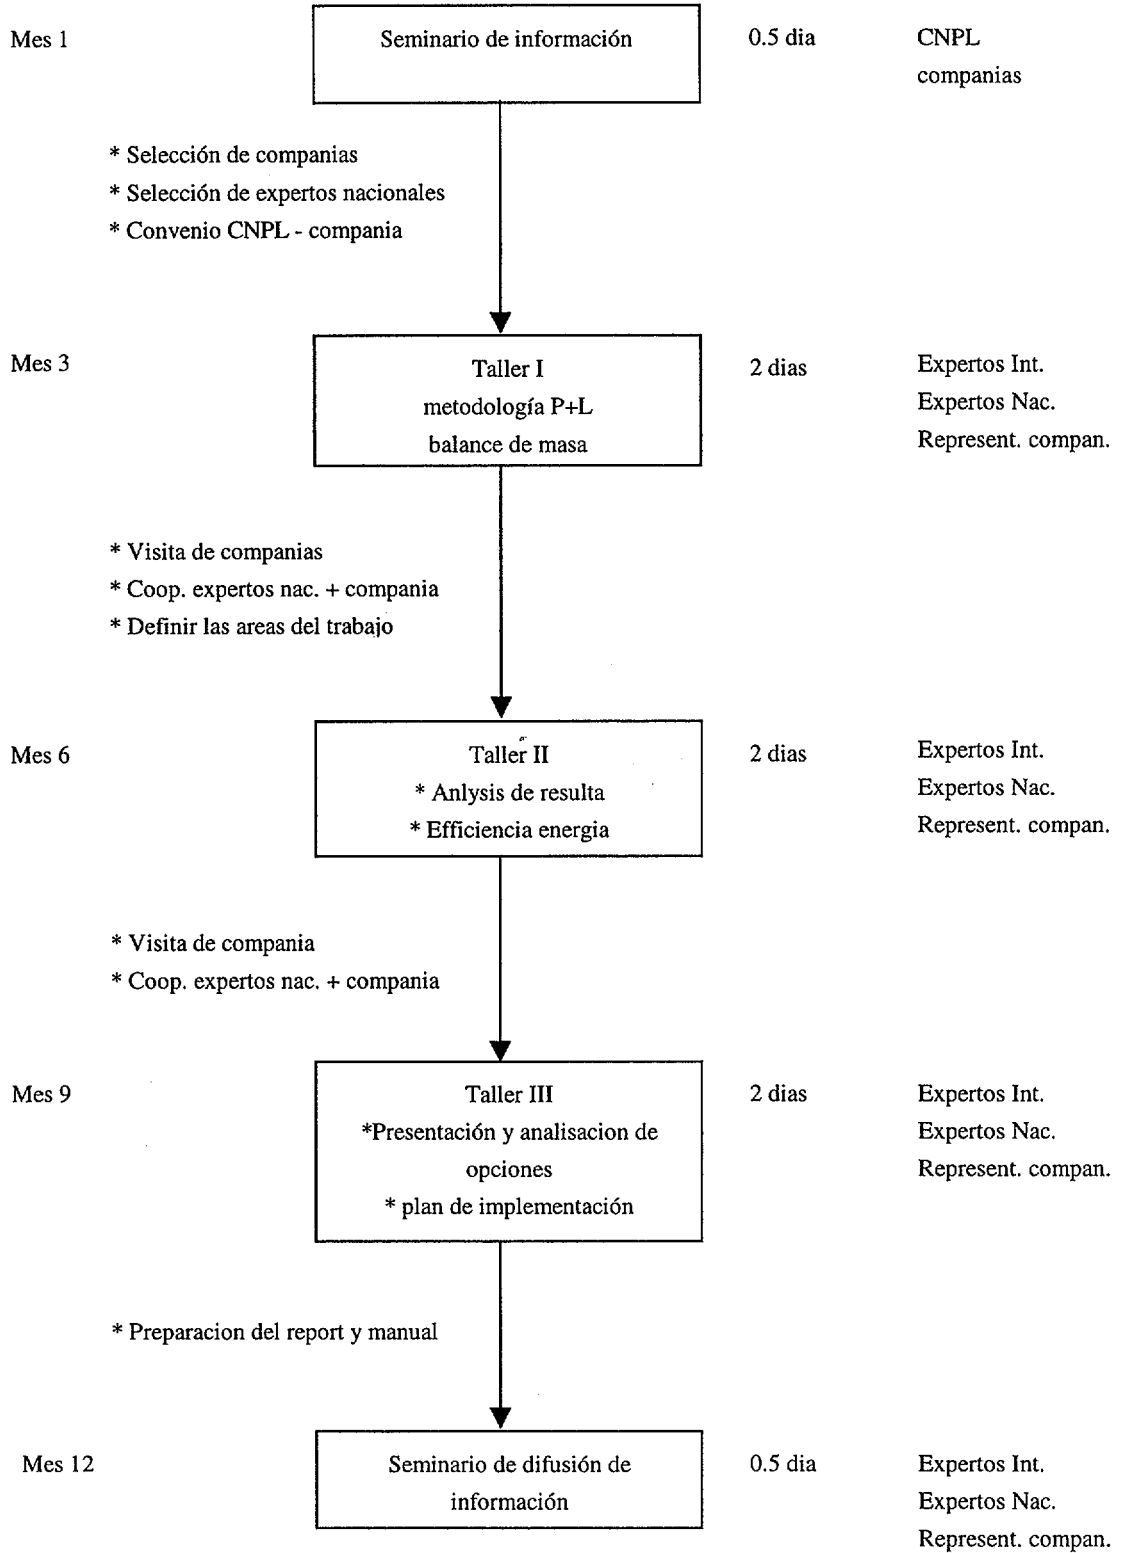 Mes 1
Seminario de información
0.5 dia
CNPL
companias
* Selección de companias
* Selección de expertos nacionales
* Convenio CNPL - compania
Mes 3
Taller I
metodología P+L
balance de masa
2 dias
Expertos Int.
Expertos Nac.
Represent. compan.
* Visita de companias
* Coop. expertos nac. + compania
* Definir las areas del trabajo
Mes 6
Taller II
* Anlysis de resulta
* Efficiencia energia
2 dias
Expertos Int.
Expertos Nac.
Represent. compan.
* Visita de compania
* Coop. expertos nac. + compania
Mes 9
Taller III
*Presentación y analisacion de
opciones
* plan de implementación
2 dias
Expertos Int.
Expertos Nac.
Represent. compan.
* Preparacion del report y manual
Mes 12
Seminario de difusión de
información
0.5 dia
Expertos Int.
Expertos Nac.
Represent. compan.